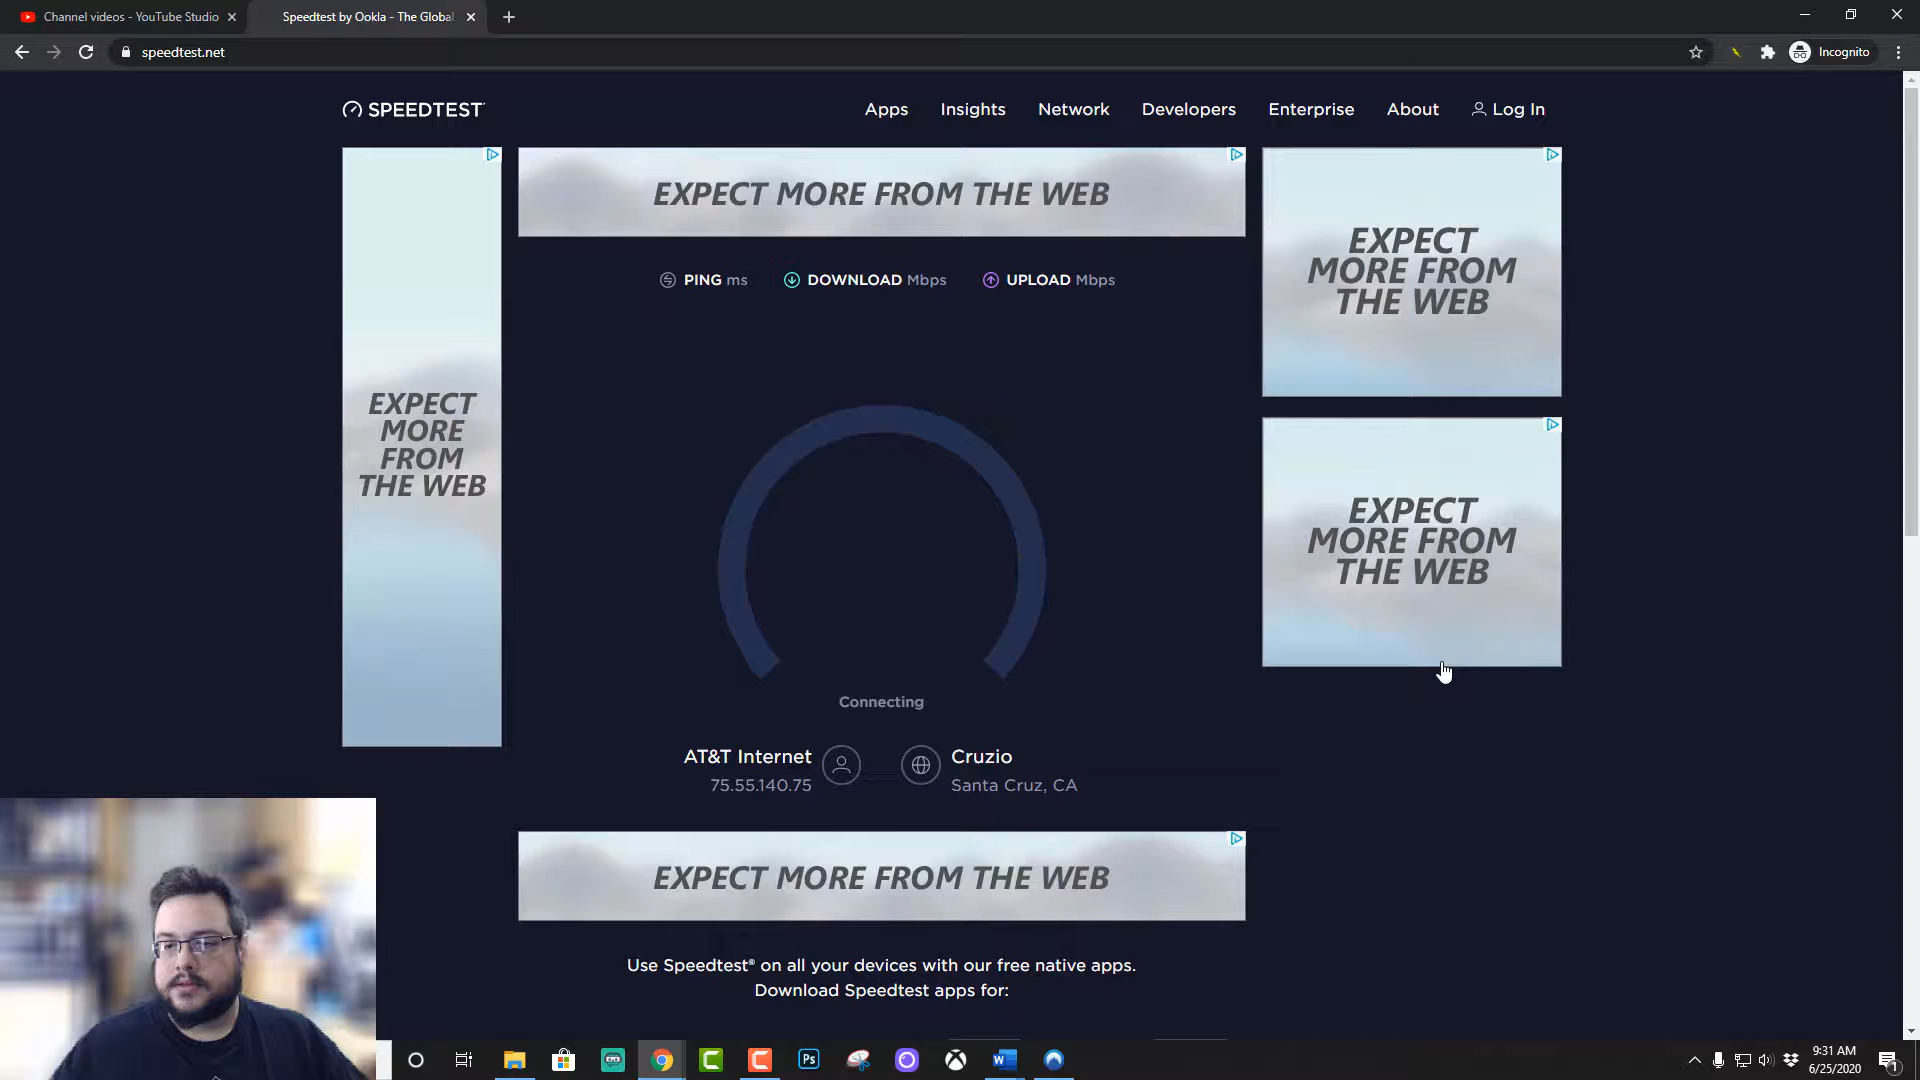 Channel videos - YouTube Studio
Speedtest by Ookla - The Global
speedtest.net
Incognito
SPEEDTEST
Apps
Insights
Network
Developers
Enterprise
About
Log In
EXPECT MORE FROM THE WEB
EXPECT
MORE FROM
THE WEB
PING ms
DOWNLOAD Mbps
UPLOAD Mbps
EXPECT
MORE
FROM
THE WEB
EXPECT
MORE FROM
THE WEB
Connecting
AT&T Internet
75.55.140.75
Cruzio
Santa Cruz, CA
EXPECT MORE FROM THE WEB
Use Speedtest® on all your devices with our free native apps.
Download Speedtest apps for:
Ps
W
9:31 AM
6/25/2020
1